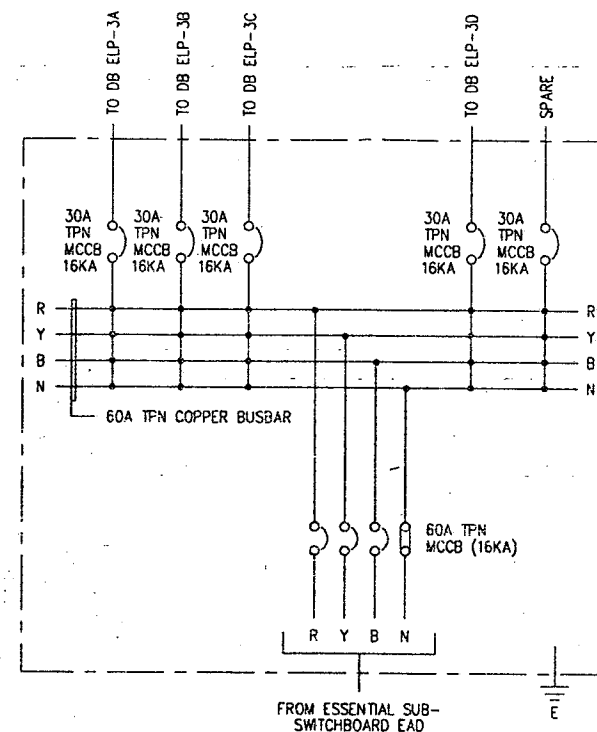 TO DB ELP-3A
TO DB ELP-3B
TO DB ELP-3C
TO DB ELP-3D
SPARE
30A
TPN
MCCB
16KA
30A
TPN
MCCB
16KA
30A
TPN
MCCB
16KA
30A
TPN
MCCB
16KA
30A
TPN
MCCB
16KA
R
Y
B
N
R
Y
B
N
60A TPN COPPER BUSBAR
60A TPN
MCCB (16KA)
R Y B N
FROM ESSENTIAL SUB-
SWITCHBOARD EAD
E